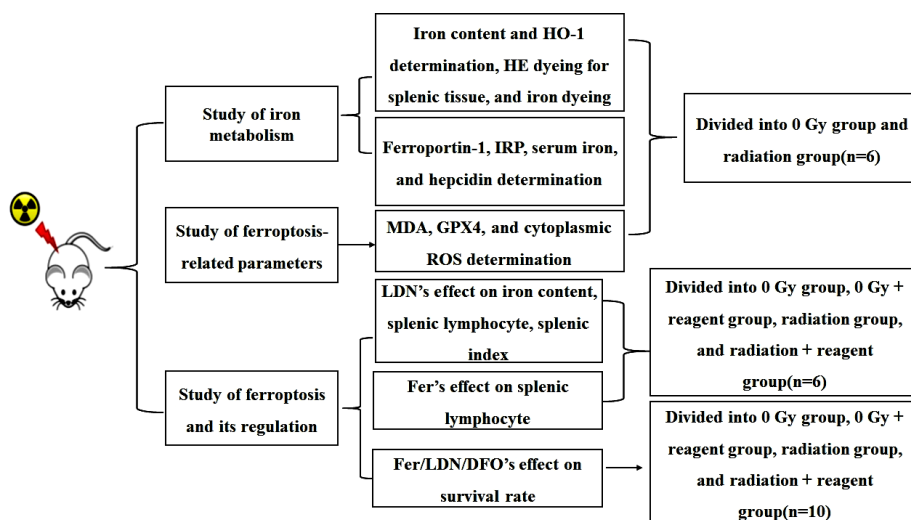 Study of iron
metabolism
Iron content and HO-1
determination, HE dyeing for
splenic tissue, and iron dyeing
Ferroportin-1, IRP, serum iron,
and hepcidin determination
Divided into 0 Gy group and
radiation group(n=6)
Study of ferroptosis-
related parameters
MDA, GPX4, and cytoplasmic
ROS determination
Study of ferroptosis
and its regulation
LDN’s effect on iron content,
splenic lymphocyte, splenic
index
Fer’s effect on splenic
lymphocyte
Divided into 0 Gy group, 0 Gy +
reagent group, radiation group,
and radiation + reagent
group(n=6)
Fer/LDN/DFO’s effect on
survival rate
Divided into 0 Gy group, 0 Gy +
reagent group, radiation group,
and radiation + reagent
group(n=10)